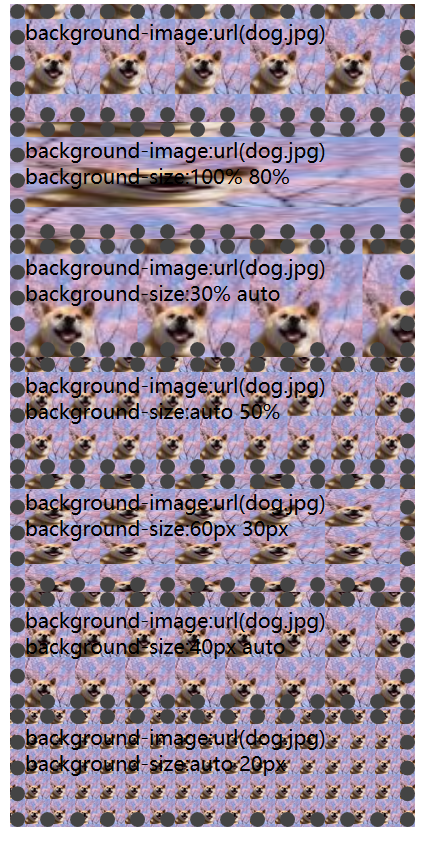 background-image:url(dog.jpg)
background-image:url(dog.jpg)
background-size:100% 80%
background-image:url(dog.jpg)
background-size:30% auto
background-image:url(dog.jpg)
background-size:auto 50%
background-image:url(dog.jpg)
background-size:60px 30px
background-image:url(dog.jpg)
background-size:40px auto
background-image:url(dog.jpg)
background-size:auto 20px